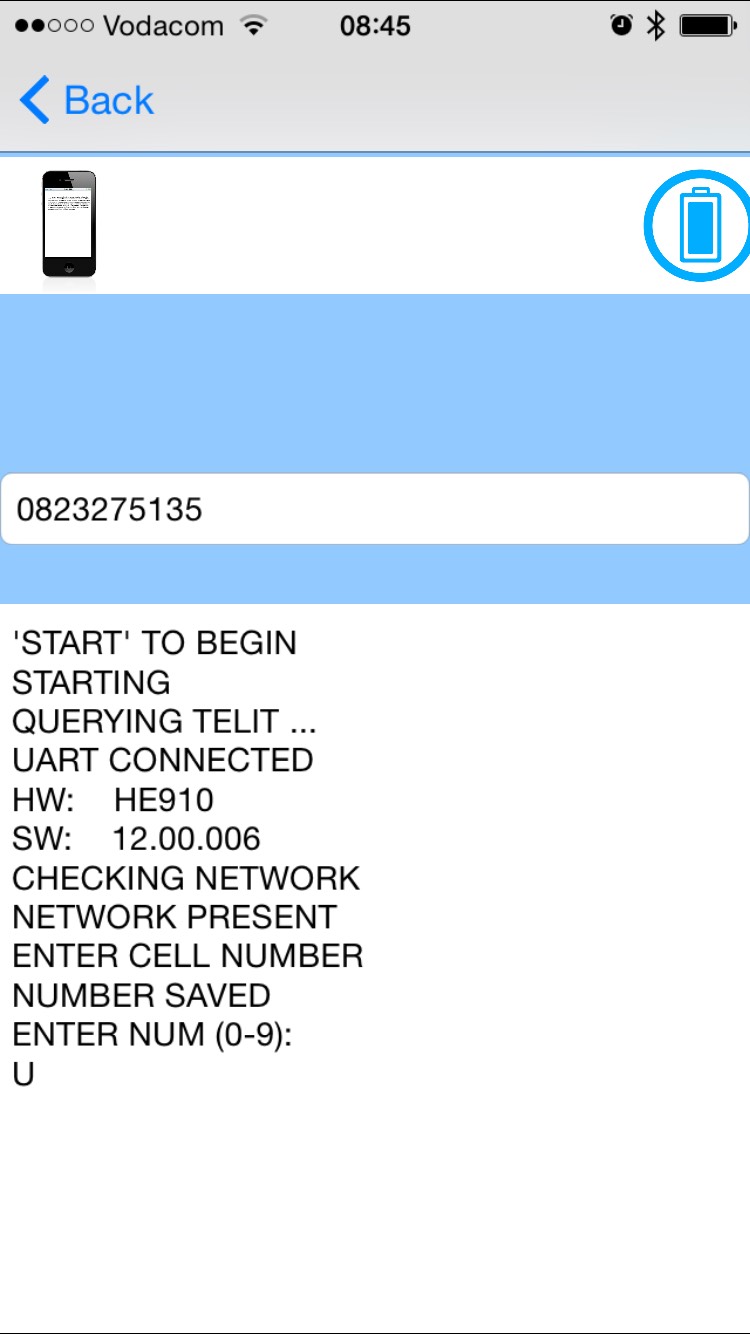 Vodacom 08:45
Back
0823275135
'START' TO BEGIN
STARTING
QUERYING TELIT ...
UART CONNECTED
HW: HE910
SW: 12.00.006
CHECKING NETWORK
NETWORK PRESENT
ENTER CELL NUMBER
NUMBER SAVED
ENTER NUM (0-9):
U